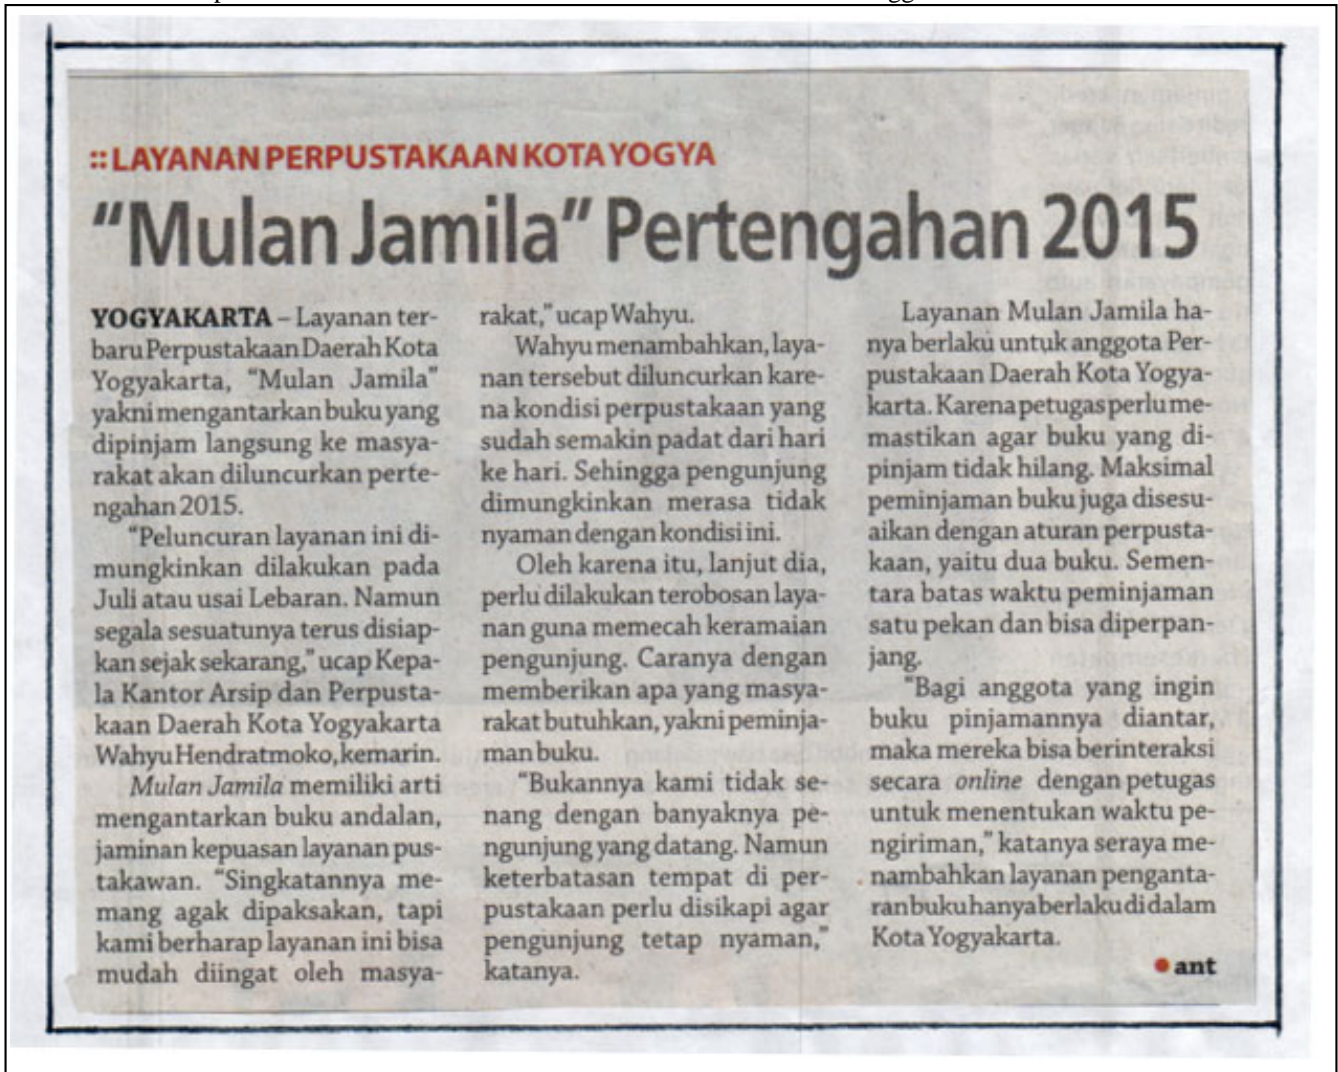 :: LAYANAN PERPUSTAKAAN KOTA YOGYA
“Mulan Jamila” Pertengahan 2015
YOGYAKARTA – Layanan ter-
baru Perpustakaan Daerah Kota
Yogyakarta, “Mulan Jamila”
yakni mengantarkan buku yang
dipinjam langsung ke masya-
rakat akan diluncurkan perte-
ngahan 2015.
“Peluncuran layanan ini di-
mungkinkan dilakukan pada
Juli atau usai Lebaran. Namun
segala sesuatunya terus disiap-
kan sejak sekarang,” ucap Kepa-
la Kantor Arsip dan Perpusta-
kaan Daerah Kota Yogyakarta
Wahyu Hendratmoko, kemarin.
Mulan Jamila memiliki arti
mengantarkan buku andalan,
jaminan kepuasan layanan pus-
takawan. “Singkatannya me-
mang agak dipaksakan, tapi
kami berharap layanan ini bisa
mudah diingat oleh masya-
rakat,” ucap Wahyu.
Wahyu menambahkan, laya-
nan tersebut diluncurkan kare-
na kondisi perpustakaan yang
sudah semakin padat dari hari
ke hari. Sehingga pengunjung
dimungkinkan merasa tidak
nyaman dengan kondisi ini.
Oleh karena itu, lanjut dia,
perlu dilakukan terobosan laya-
nan guna memecah keramaian
pengunjung. Caranya dengan
memberikan apa yang masya-
rakat butuhkan, yakni peminja-
man buku.
“Bukannya kami tidak se-
nang dengan banyaknya pe-
ngunjung yang datang. Namun
keterbatasan tempat di per-
pustakaan perlu disikapi agar
pengunjung tetap nyaman,”
katanya.
Layanan Mulan Jamila ha-
nya berlaku untuk anggota Per-
pustakaan Daerah Kota Yogya-
karta. Karena petugas perlu me-
mastikan agar buku yang di-
pinjam tidak hilang. Maksimal
peminjaman buku juga disesu-
aikan dengan aturan perpusta-
kaan, yaitu dua buku. Semen-
tara batas waktu peminjaman
satu pekan dan bisa diperpan-
jang.
“Bagi anggota yang ingin
buku pinjamannya diantar,
maka mereka bisa berinteraksi
secara online dengan petugas
untuk menentukan waktu pe-
ngiriman,” katanya seraya me-
nambahkan layanan penganta-
ran buku hanya berlaku di dalam
Kota Yogyakarta.
● ant